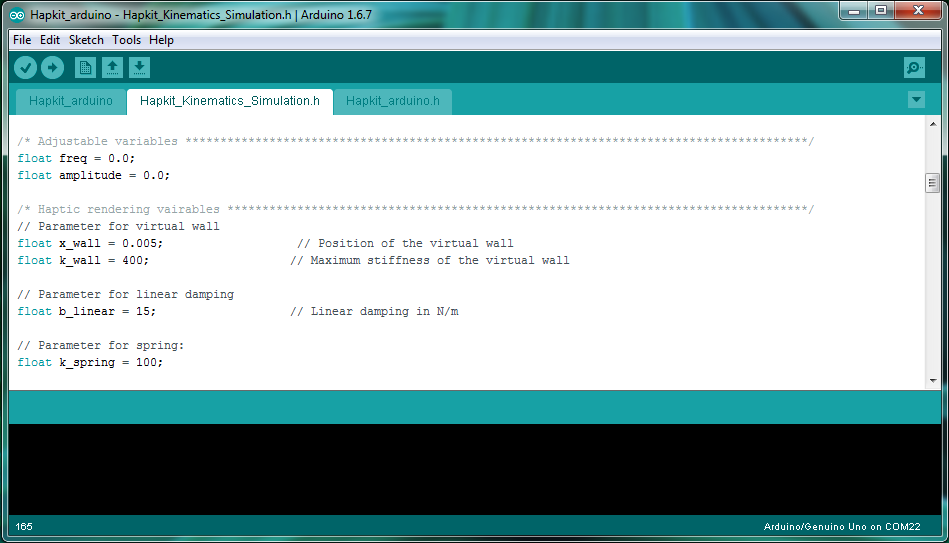 Hapkit_arduino - Hapkit_Kinematics_Simulation.h | Arduino 1.6.7
File Edit Sketch Tools Help
Hapkit_arduino Hapkit_Kinematics_Simulation.h Hapkit_arduino.h
/* Adjustable variables *****************************************************************************************/
float freq = 0.0;
float amplitude = 0.0;
/* Haptic rendering vairables ***********************************************************************************/
// Parameter for virtual wall
float x_wall = 0.005; // Position of the virtual wall
float k_wall = 400; // Maximum stiffness of the virtual wall
// Parameter for linear damping
float b_linear = 15; // Linear damping in N/m
// Parameter for spring:
float k_spring = 100;
165 Arduino/Genuino Uno on COM22